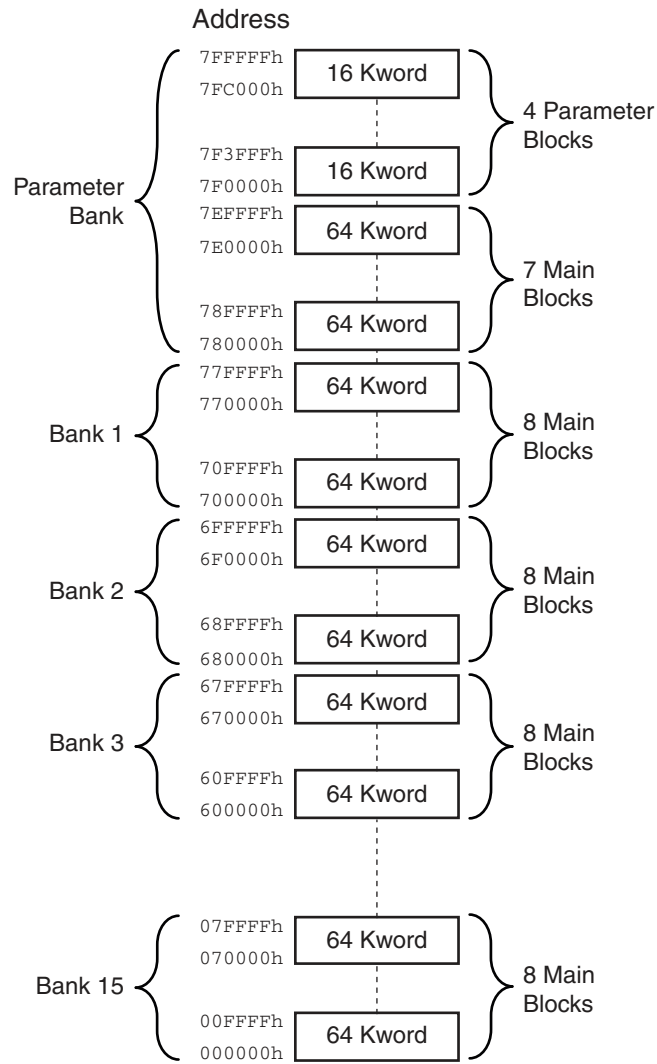 Address
7FFFFFh
16 Kword
7FC000h
4 Parameter
Blocks
7F3FFFh
16 Kword
7F0000h
Parameter
Bank
7EFFFFh
64 Kword
7E0000h
7 Main
Blocks
78FFFFh
64 Kword
780000h
77FFFFh
64 Kword
770000h
Bank 1
8 Main
Blocks
70FFFFh
64 Kword
700000h
6FFFFFh
64 Kword
6F0000h
Bank 2
8 Main
Blocks
68FFFFh
64 Kword
680000h
67FFFFh
64 Kword
670000h
Bank 3
8 Main
Blocks
60FFFFh
64 Kword
600000h
07FFFFh
64 Kword
070000h
Bank 15
8 Main
Blocks
00FFFFh
64 Kword
000000h